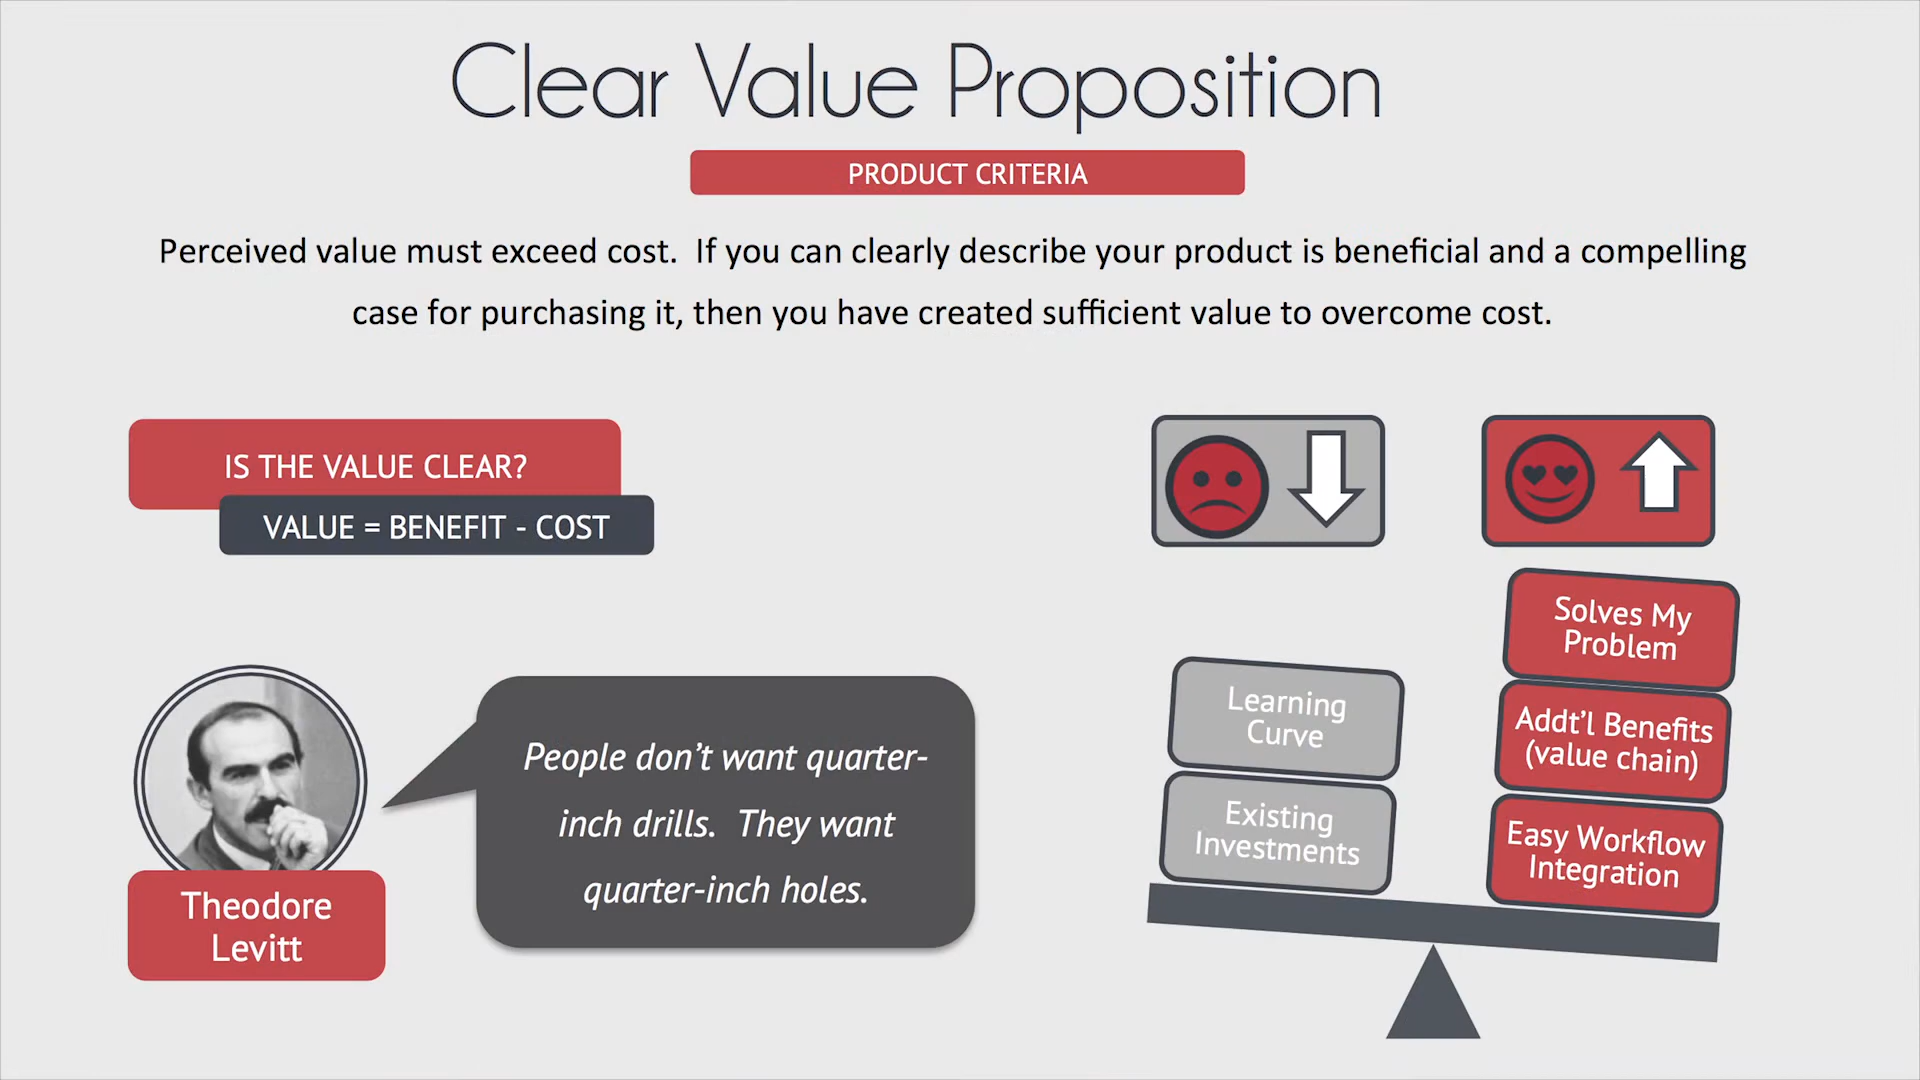 Clear Value Proposition
PRODUCT CRITERIA
Perceived value must exceed cost.  If you can clearly describe your product is beneficial and a compelling
case for purchasing it, then you have created sufficient value to overcome cost.
IS THE VALUE CLEAR?
VALUE = BENEFIT - COST
People don’t want quarter-
inch drills.  They want
quarter-inch holes.
Theodore
Levitt
Learning
Curve
Existing
Investments
Solves My
Problem
Addt’l Benefits
(value chain)
Easy Workflow
Integration